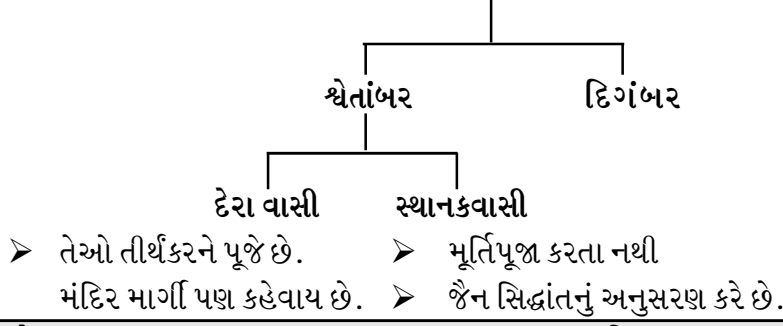 શ્વેતાંબર દિગંબર
દેરા વાસી સ્થાનકવાસી
➢ તેઓ તીર્થંકરને પૂજે છે. ➢ મૂર્તિપૂજા કરતા નથી
મંદિર માર્ગી પણ કહેવાય છે. ➢ જૈન સિદ્ધાંતનું અનુસરણ કરે છે.